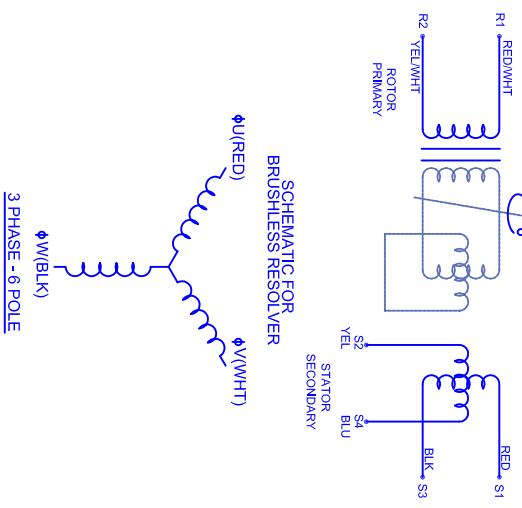 R1
RED/WHT
R2
YEL/WHT
ROTOR
PRIMARY
S2
YEL
S4
BLU
STATOR
SECONDARY
RED
S1
BLK
S3
SCHEMATIC FOR
BRUSHLESS RESOLVER
ϕU(RED)
ϕV(WHT)
ϕW(BLK)
3 PHASE - 6 POLE